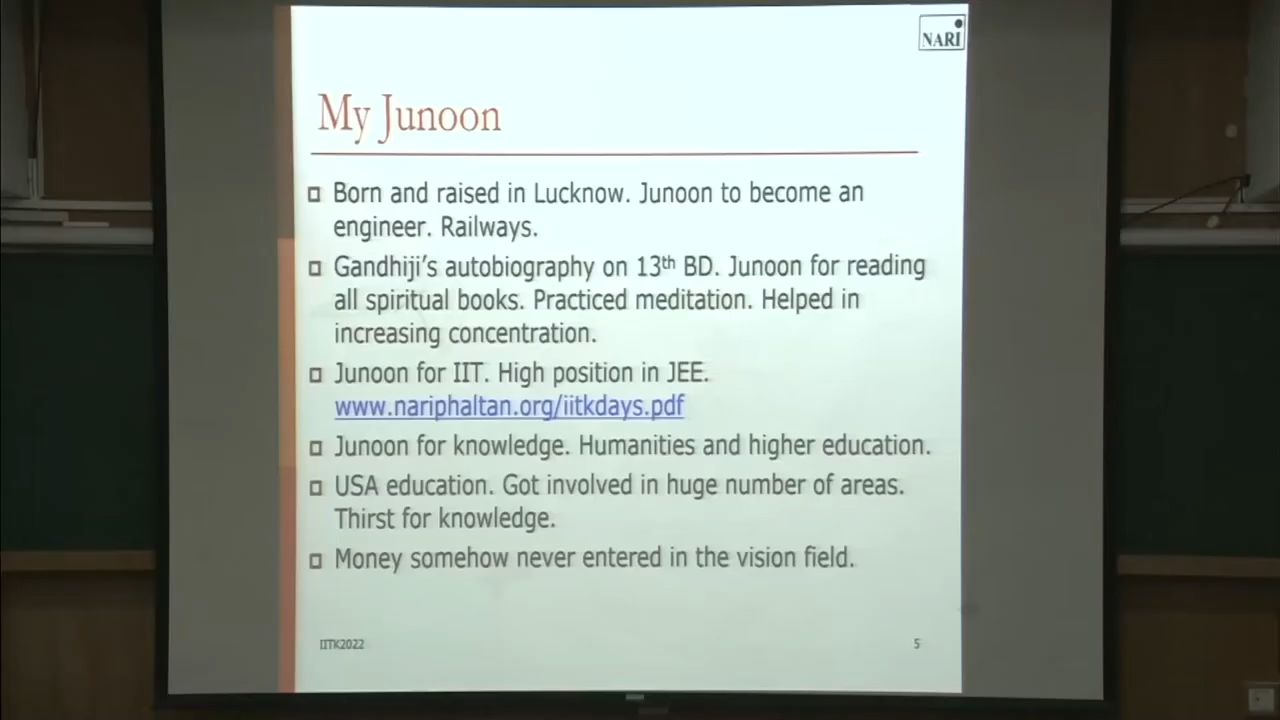 NARI
My Junoon
Born and raised in Lucknow. Junoon to become an
engineer. Railways.
Gandhiji's autobiography on 13th BD. Junoon for reading
all spiritual books. Practiced meditation. Helped in
increasing concentration.
Junoon for IIT. High position in JEE.
www.nariphaltan.org/iitkdays.pdf
Junoon for knowledge. Humanities and higher education.
USA education. Got involved in huge number of areas.
Thirst for knowledge.
Money somehow never entered in the vision field.
IITK2022
5